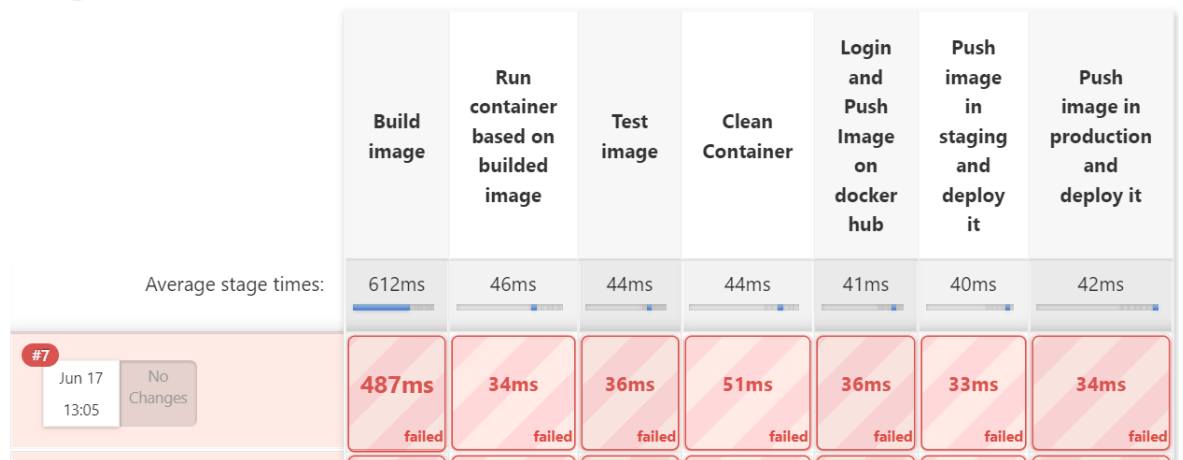 Build
image
Run
container
based on
builded
image
Test
image
Clean
Container
Login
and
Push
Image
on
docker
hub
Push
image
in
staging
and
deploy
it
Push
image in
production
and
deploy it
Average stage times:
612ms
46ms
44ms
44ms
41ms
40ms
42ms
#7
Jun 17
13:05
No
Changes
487ms
failed
34ms
failed
36ms
failed
51ms
failed
36ms
failed
33ms
failed
34ms
failed